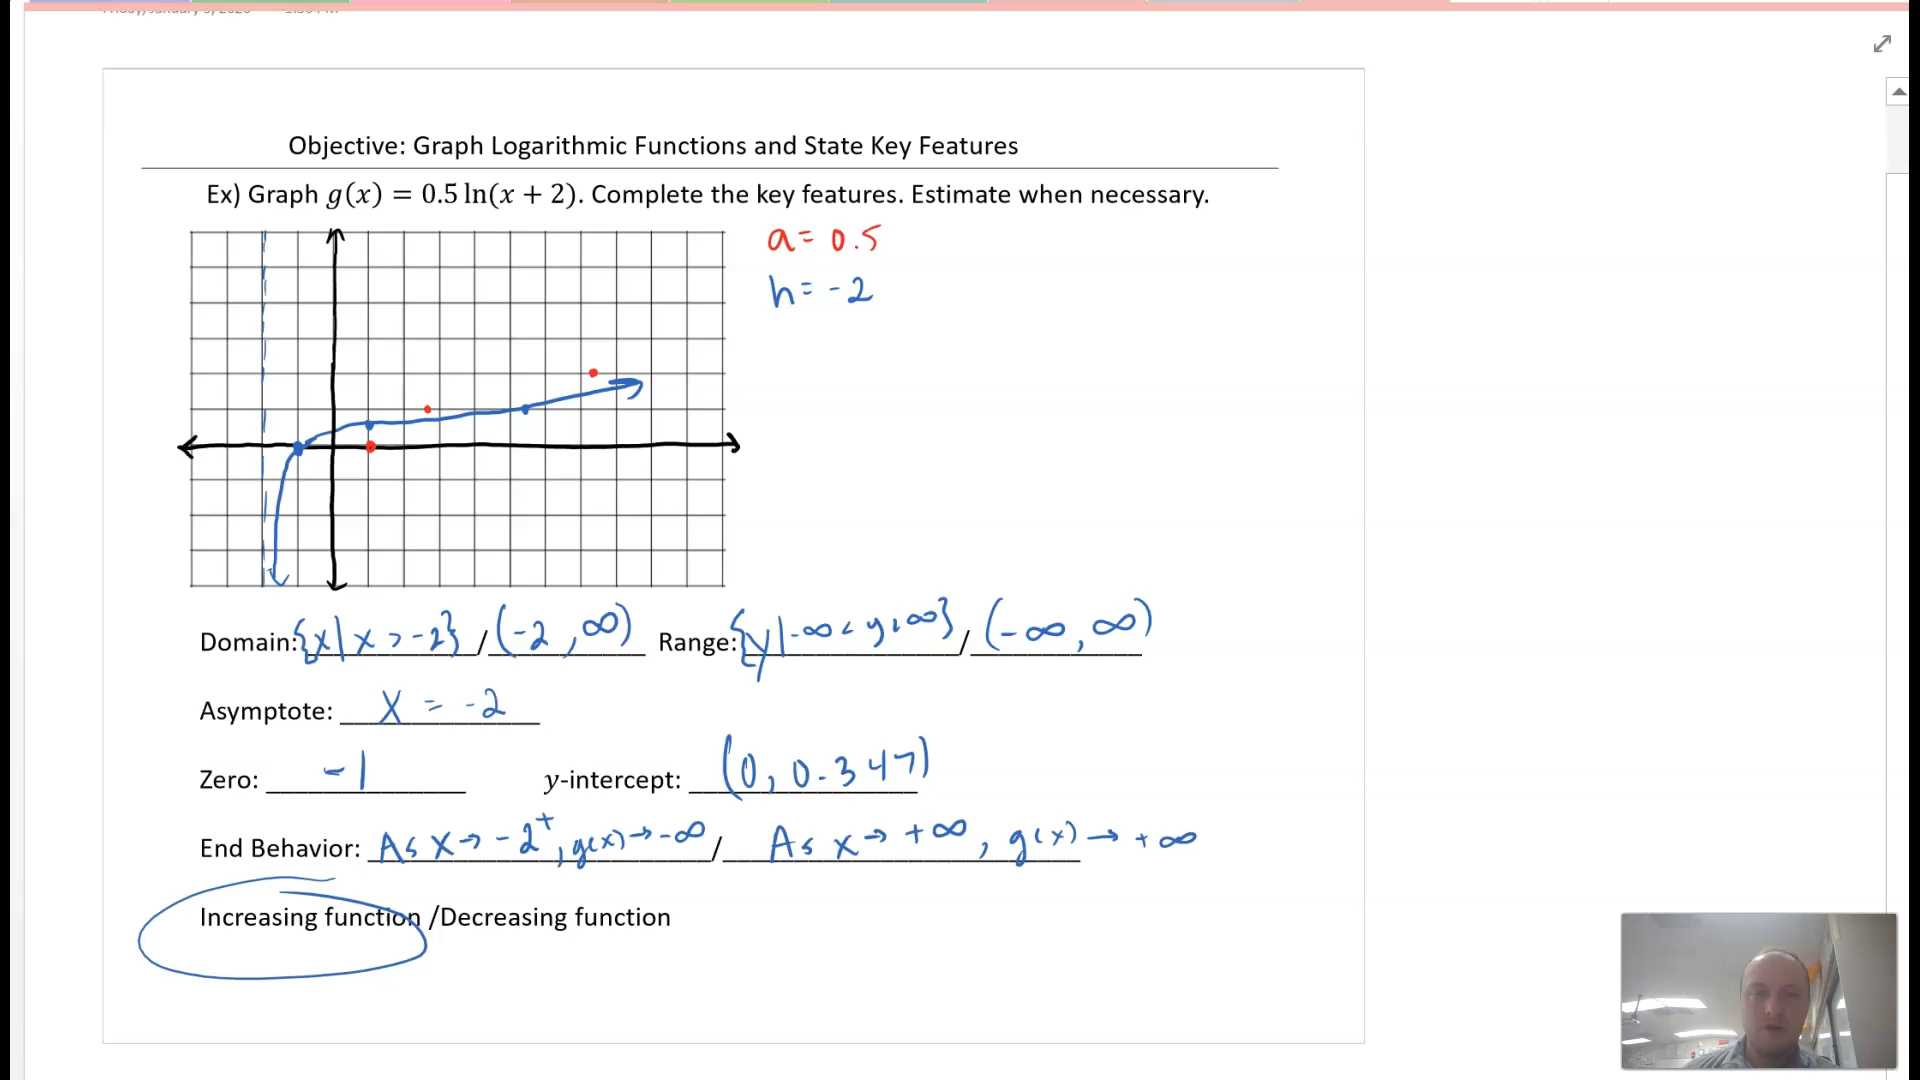 Objective: Graph Logarithmic Functions and State Key Features
Ex) Graph g(x) = 0.5 ln(x + 2). Complete the key features. Estimate when necessary.
a = 0.5
h = -2
Domain: {x|x > -2} / (-2, ∞) Range: {y|-∞ < y < ∞} / (-∞, ∞)
Asymptote: x = -2
Zero: -1 y-intercept: (0, 0.347)
End Behavior: As x → -2⁺, g(x) → -∞ / As x → +∞, g(x) → +∞
Increasing function /Decreasing function